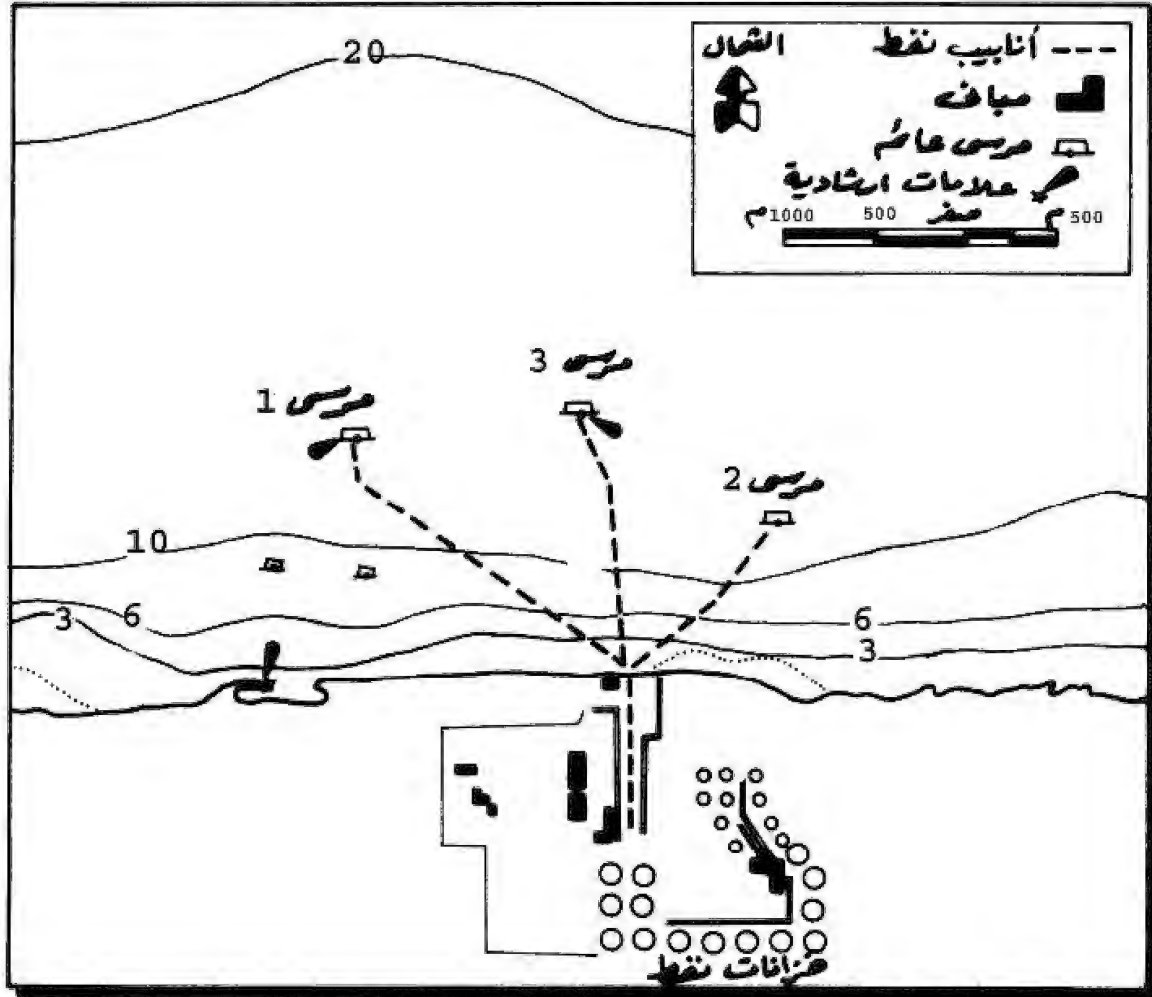 20
الشمال
أنابيب نفط
مباني
مرسى عائم
علامات ارشادية
م 1000 500 صفر م 500
مرسى 3
مرسى 1
مرسى 2
10
6
3
6
3
خزانات نفط